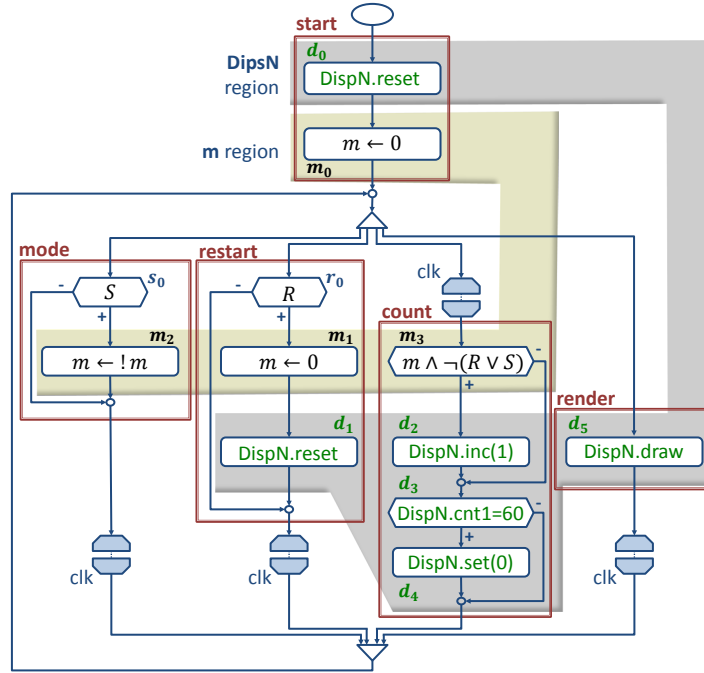 start
d₀
DipsN
region
DispN.reset
m region
m ← 0
m₀
mode
restart
clk
S
s₀
-
+
R
r₀
-
+
count
m₂
m₁
m₃
m ← ! m
m ← 0
m ∧ ¬(R ∨ S)
-
+
render
d₁
d₂
d₅
DispN.reset
DispN.inc(1)
DispN.draw
d₃
DispN.cnt1=60
-
+
DispN.set(0)
clk
clk
d₄
clk